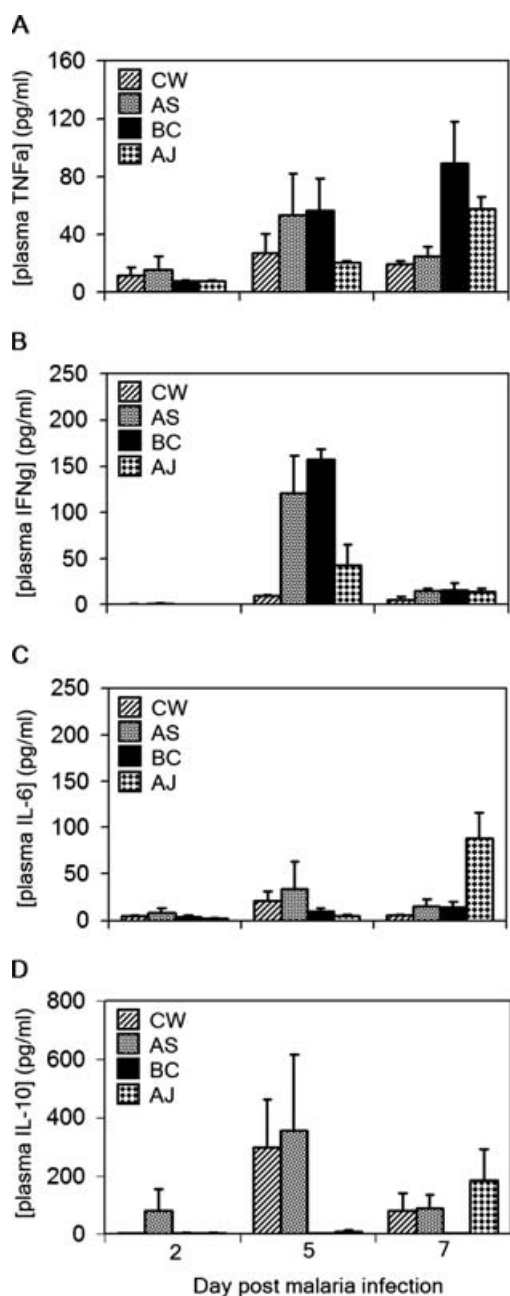 A
[plasma TNFa] (pg/ml)
160
120
80
40
0
CW
AS
BC
AJ
B
[plasma IFNg] (pg/ml)
250
200
150
100
50
0
CW
AS
BC
AJ
C
[plasma IL-6] (pg/ml)
250
200
150
100
50
0
CW
AS
BC
AJ
D
[plasma IL-10] (pg/ml)
800
600
400
200
0
CW
AS
BC
AJ
2 5 7
Day post malaria infection